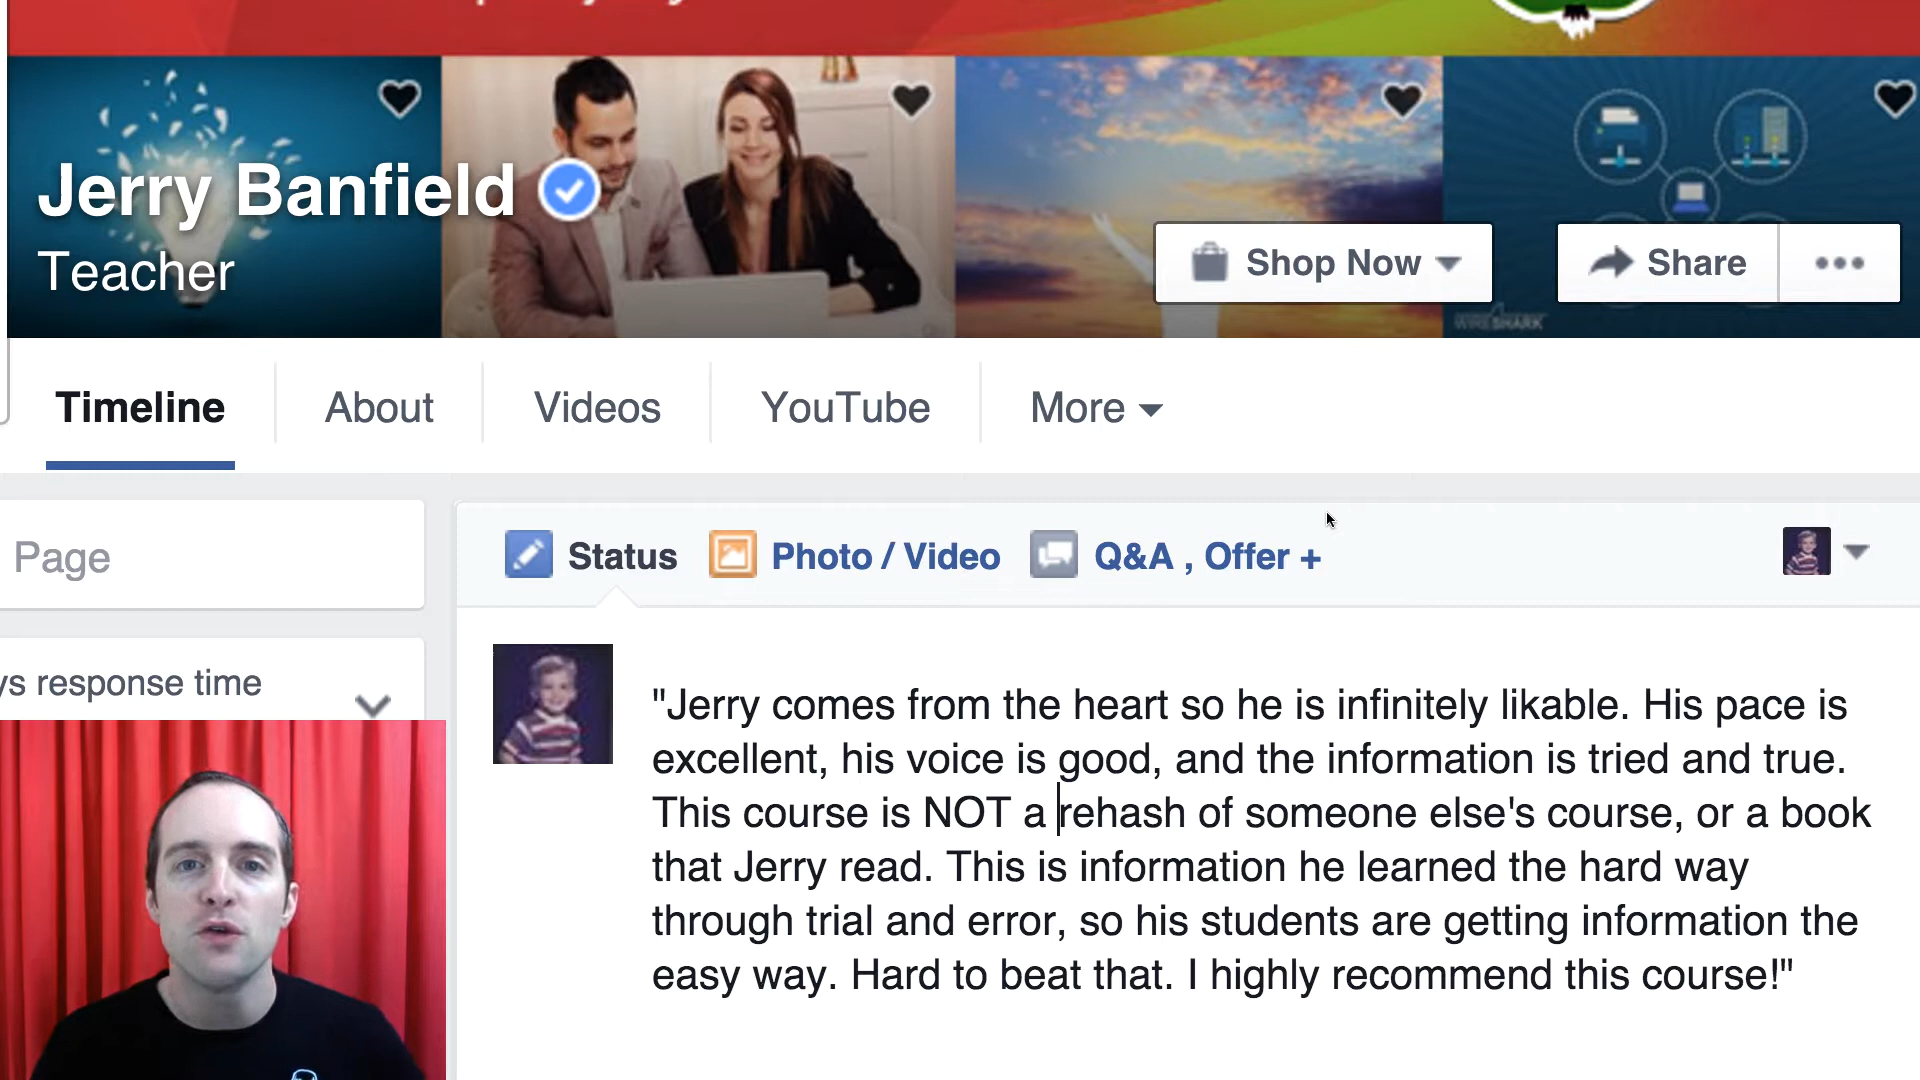 Jerry Banfield
Teacher
Shop Now
Share
WIRESHARK
Timeline
About
Videos
YouTube
More
Page
ys response time
Status
Photo / Video
Q&A , Offer +
"Jerry comes from the heart so he is infinitely likable. His pace is
excellent, his voice is good, and the information is tried and true.
This course is NOT a rehash of someone else's course, or a book
that Jerry read. This is information he learned the hard way
through trial and error, so his students are getting information the
easy way. Hard to beat that. I highly recommend this course!"